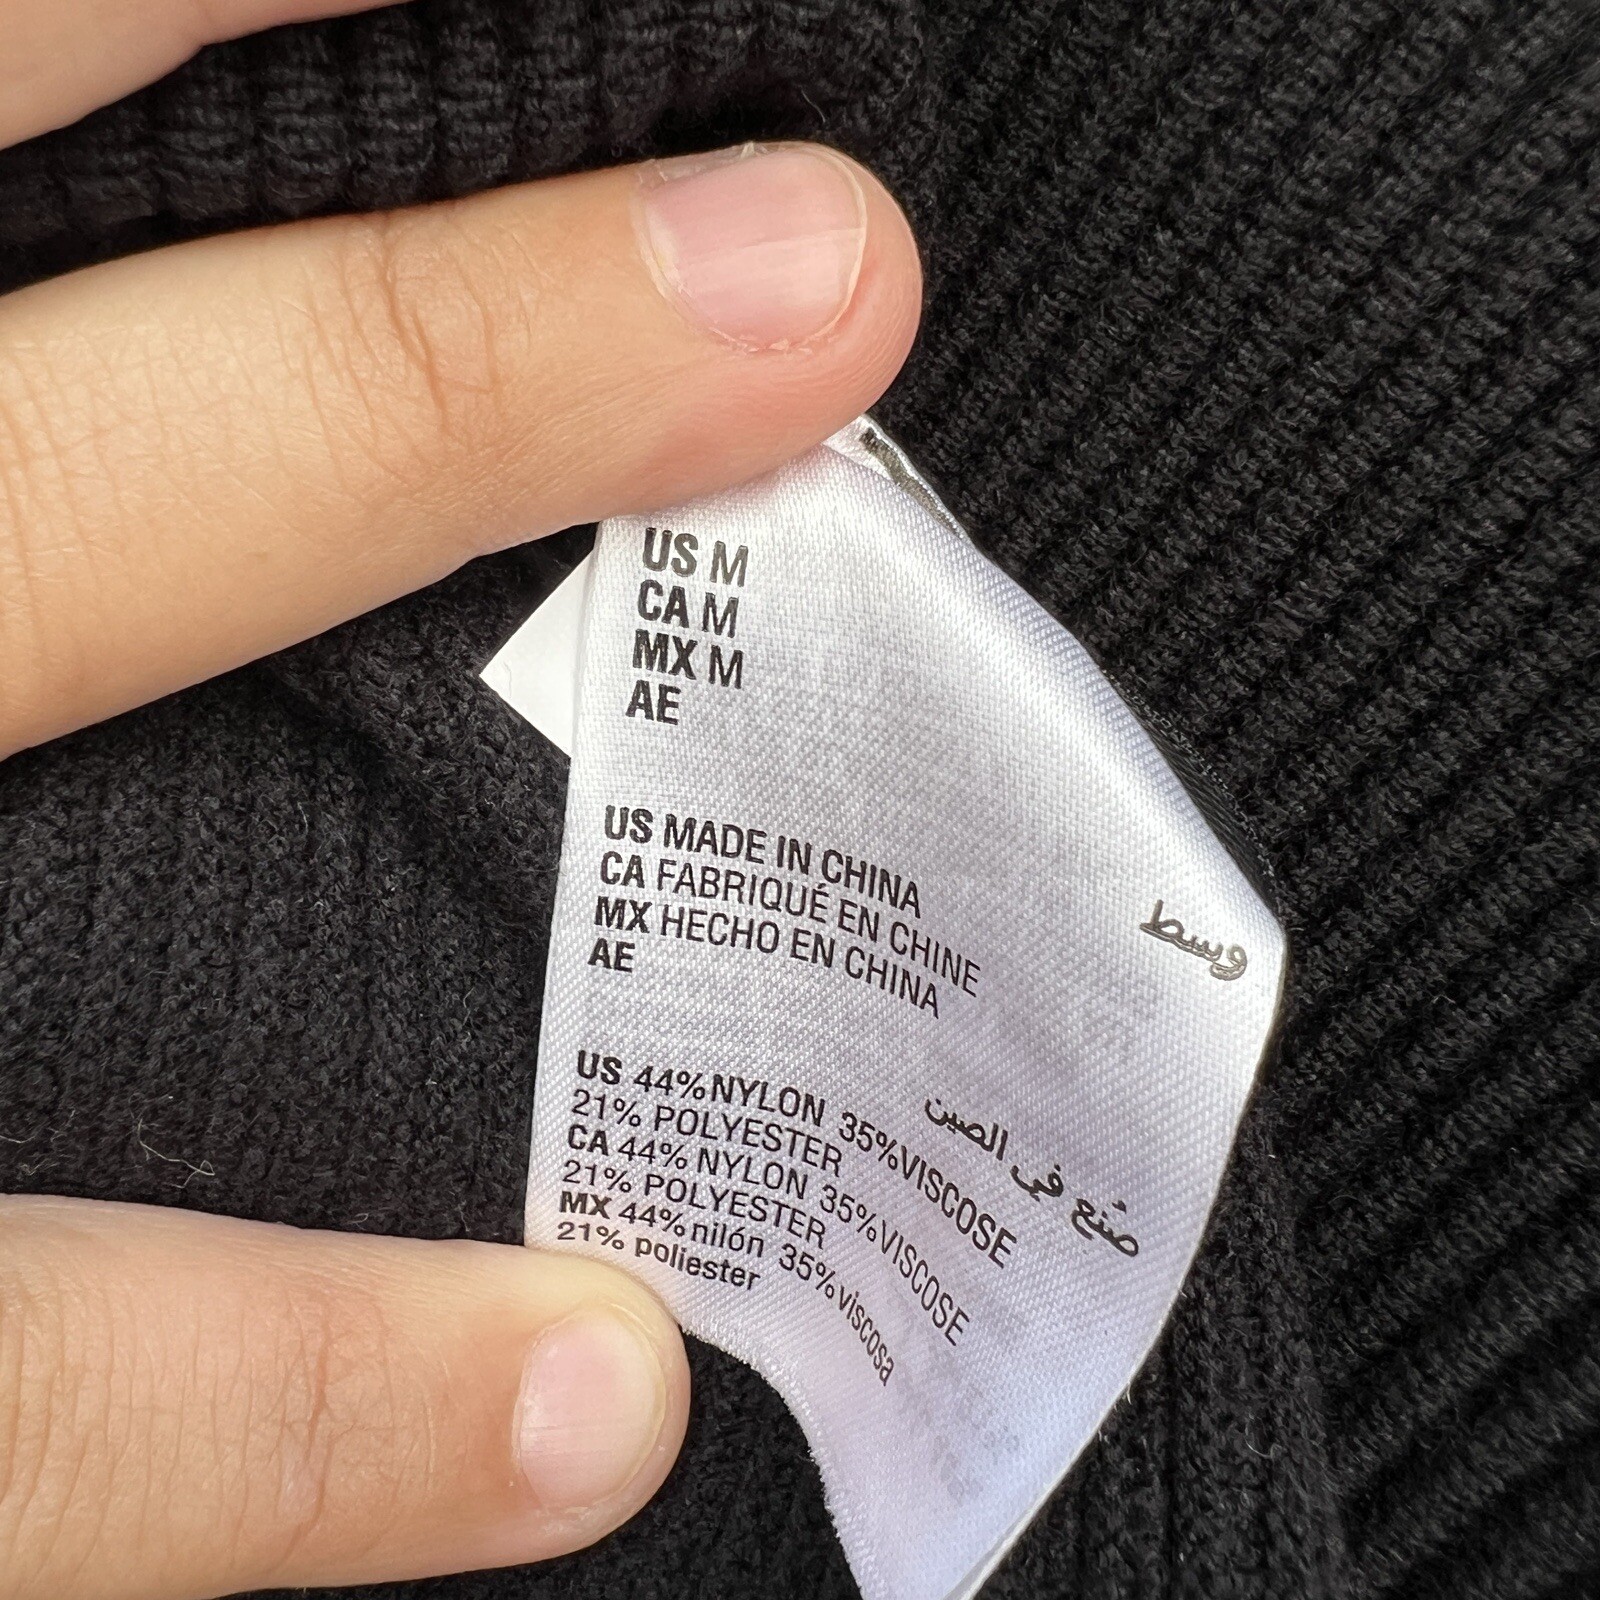 US M
CA M
MX M
AE وسط
US MADE IN CHINA
CA FABRIQUÉ EN CHINE
MX HECHO EN CHINA
AE صُنع في الصين
US 44%NYLON 35%VISCOSE
21% POLYESTER
CA 44% NYLON 35%VISCOSE
21% POLYESTER
MX 44%nilón 35%viscosa
21% poliester